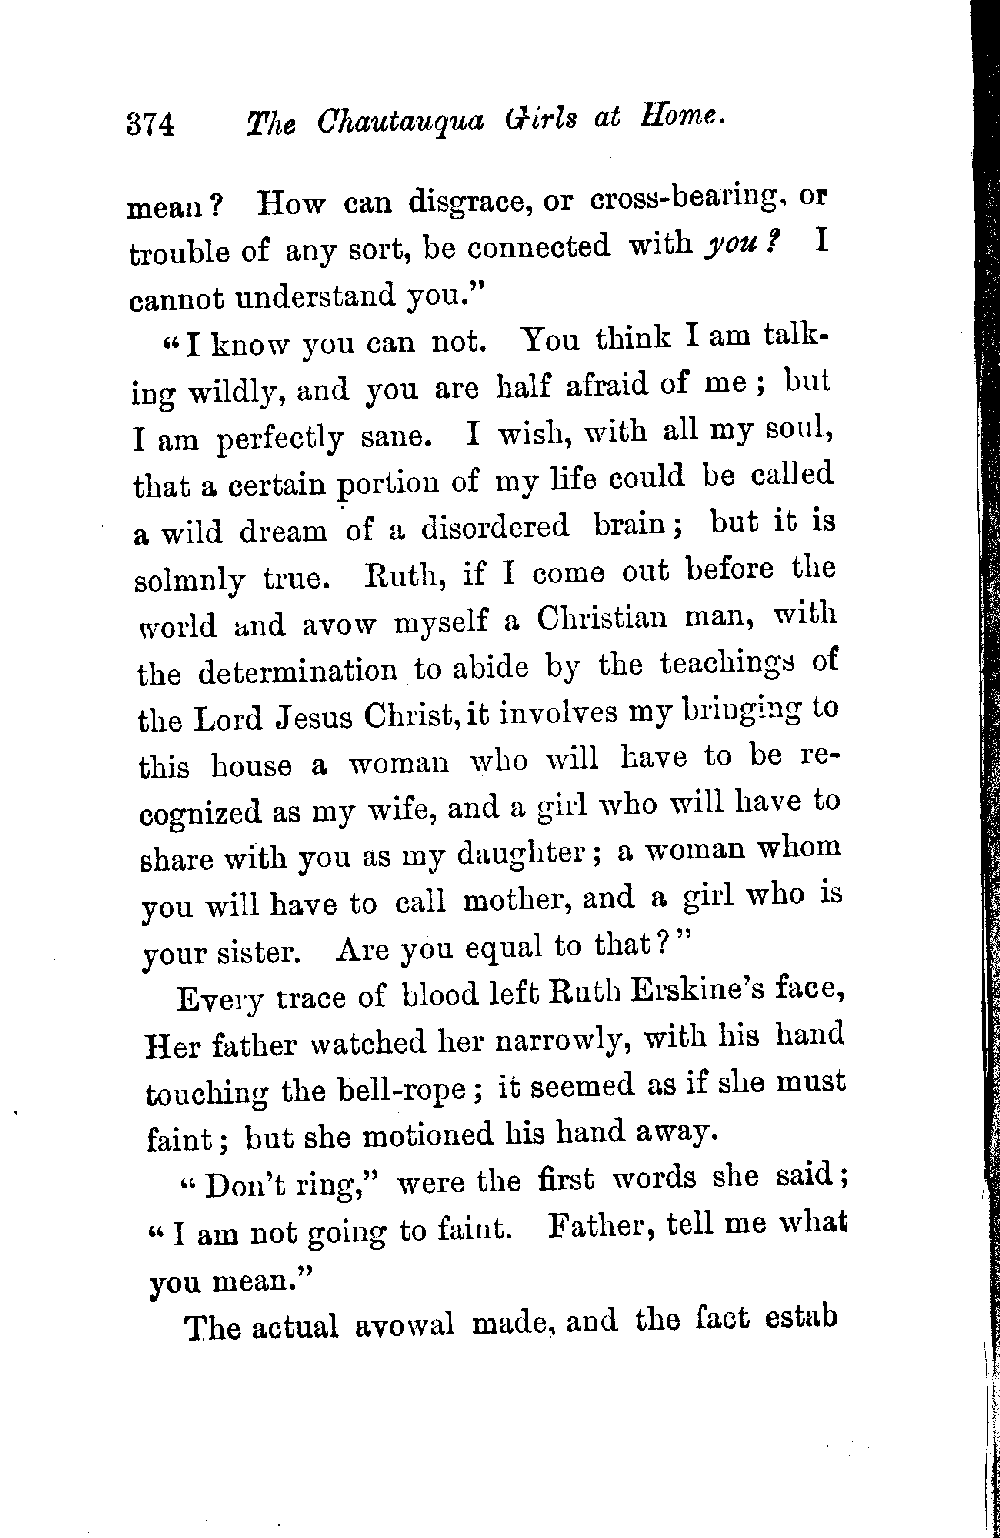 374 The Chautauqua Girls at Home.
mean? How can disgrace, or cross-bearing, or
trouble of any sort, be connected with you? I
cannot understand you."
"I know you can not. You think I am talk-
ing wildly, and you are half afraid of me; but
I am perfectly sane. I wish, with all my soul,
that a certain portion of my life could be called
a wild dream of a disordered brain; but it is
solmnly true. Ruth, if I come out before the
world and avow myself a Christian man, with
the determination to abide by the teachings of
the Lord Jesus Christ, it involves my bringing to
this house a woman who will have to be re-
cognized as my wife, and a girl who will have to
share with you as my daughter; a woman whom
you will have to call mother, and a girl who is
your sister. Are you equal to that?"
Every trace of blood left Ruth Erskine's face,
Her father watched her narrowly, with his hand
touching the bell-rope; it seemed as if she must
faint; but she motioned his hand away.
"Don't ring," were the first words she said;
"I am not going to faint. Father, tell me what
you mean."
The actual avowal made, and the fact estab